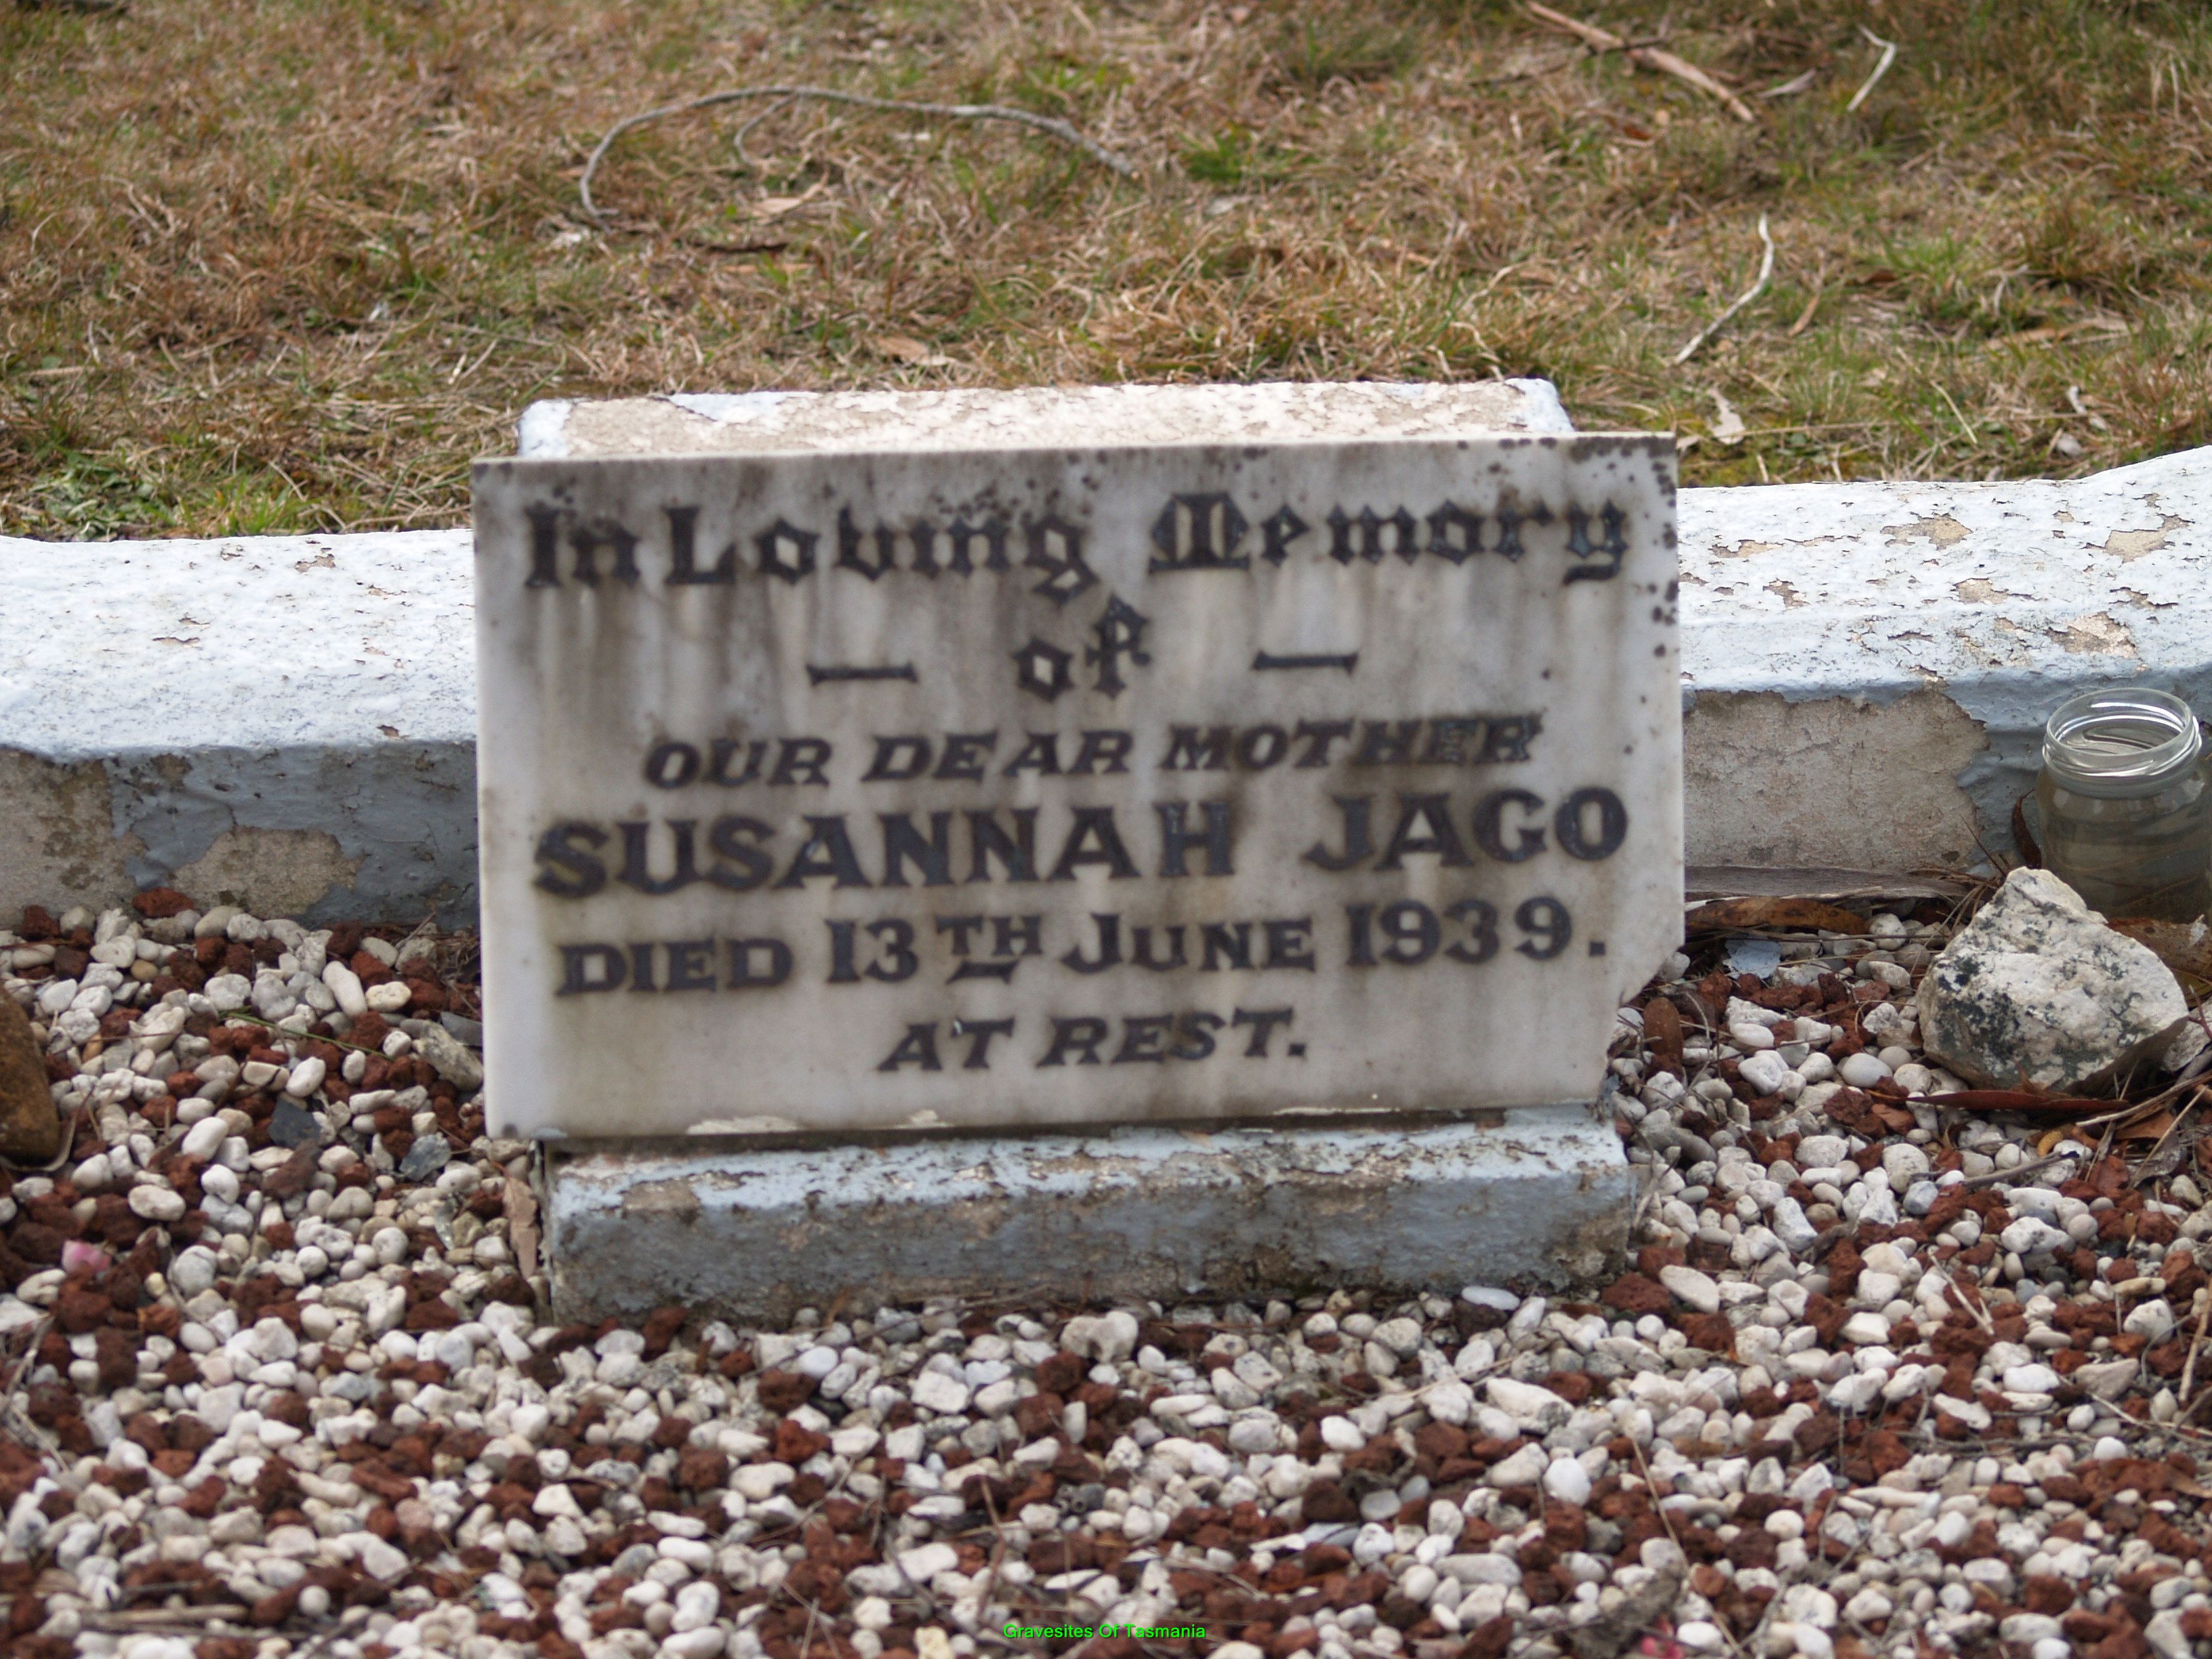 In Loving Memory
— of —
OUR DEAR MOTHER
SUSANNAH JAGO
DIED 13TH JUNE 1939.
AT REST.
Gravesites Of Tasmania